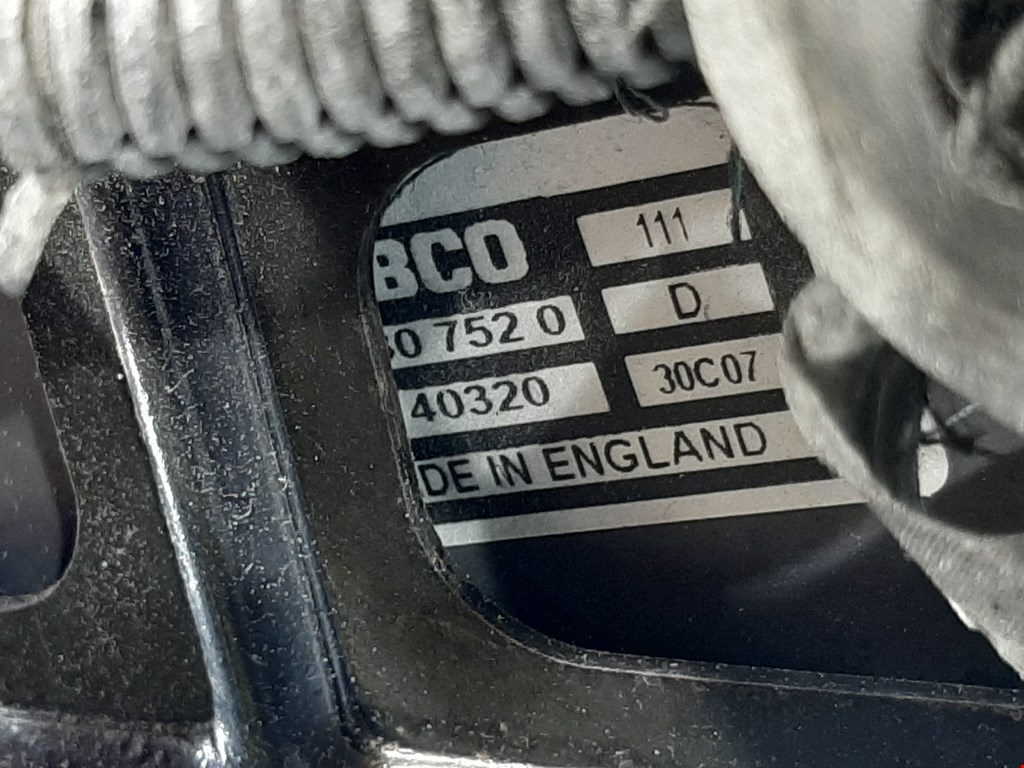 BCO 111
0 752 0 D
40320 30C07
DE IN ENGLAND